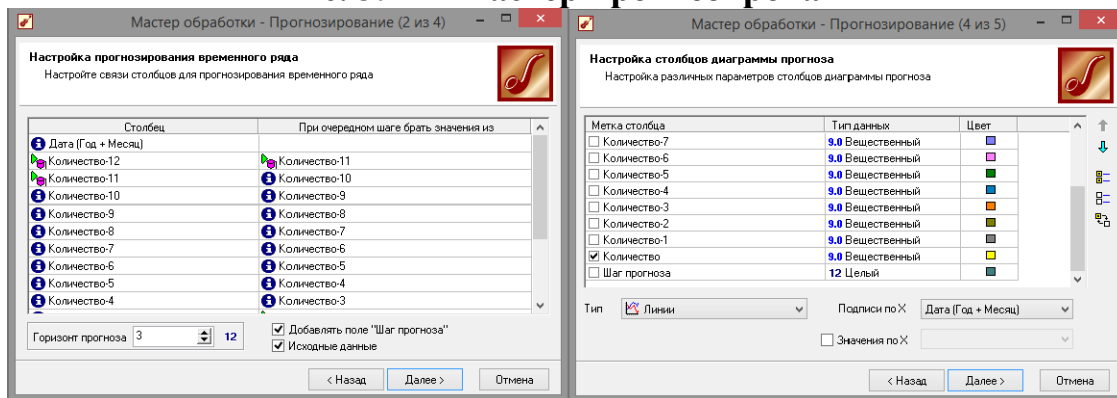 Мастер обработки - Прогнозирование (2 из 4)
Настройка прогнозирования временного ряда
Настройте связи столбцов для прогнозирования временного ряда
Столбец При очередном шаге брать значения из
Дата (Год + Месяц)
Количество-12 Количество-11
Количество-11 Количество-10
Количество-10 Количество-9
Количество-9 Количество-8
Количество-8 Количество-7
Количество-7 Количество-6
Количество-6 Количество-5
Количество-5 Количество-4
Количество-4 Количество-3
Горизонт прогноза 3 12
Добавлять поле "Шаг прогноза"
Исходные данные
< Назад Далее > Отмена
Мастер обработки - Прогнозирование (4 из 5)
Настройка столбцов диаграммы прогноза
Настройка различных параметров столбцов диаграммы прогноза
Метка столбца Тип данных Цвет
Количество-7 9.0 Вещественный
Количество-6 9.0 Вещественный
Количество-5 9.0 Вещественный
Количество-4 9.0 Вещественный
Количество-3 9.0 Вещественный
Количество-2 9.0 Вещественный
Количество-1 9.0 Вещественный
Количество 9.0 Вещественный
Шаг прогноза 12 Целый
Тип Линии Подписи по X Дата (Год + Месяц)
Значения по X
< Назад Далее > Отмена